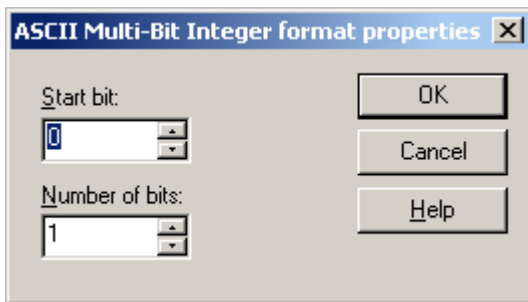 ASCII Multi-Bit Integer format properties
Start bit:
0
Number of bits:
1
OK
Cancel
Help